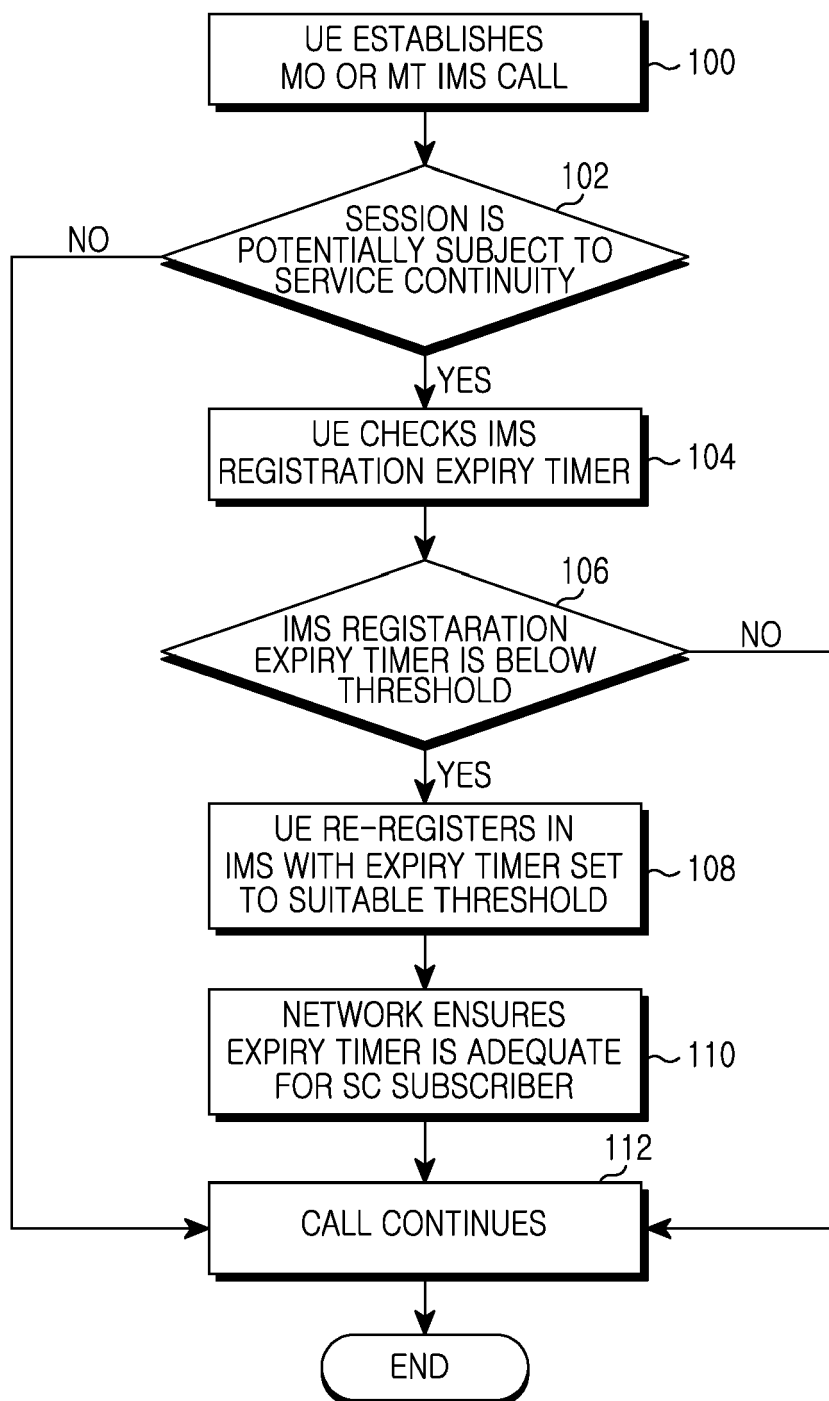 UE ESTABLISHES
MO OR MT IMS CALL
100
102
SESSION IS
POTENTIALLY SUBJECT TO
SERVICE CONTINUITY
NO
YES
UE CHECKS IMS
REGISTRATION EXPIRY TIMER
104
106
IMS REGISTARATION
EXPIRY TIMER IS BELOW
THRESHOLD
NO
YES
UE RE-REGISTERS IN
IMS WITH EXPIRY TIMER SET
TO SUITABLE THRESHOLD
108
NETWORK ENSURES
EXPIRY TIMER IS ADEQUATE
FOR SC SUBSCRIBER
110
112
CALL CONTINUES
END